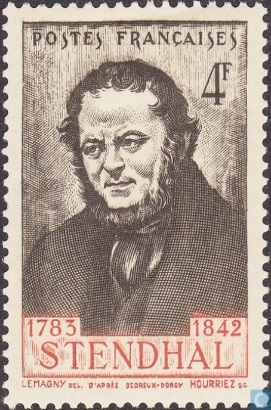 POSTES FRANÇAISES
4F
1783 1842
STENDHAL
LEMAGNY DEL. D'APRÈS DEDREUX-DORCY HOURRIEZ SC.